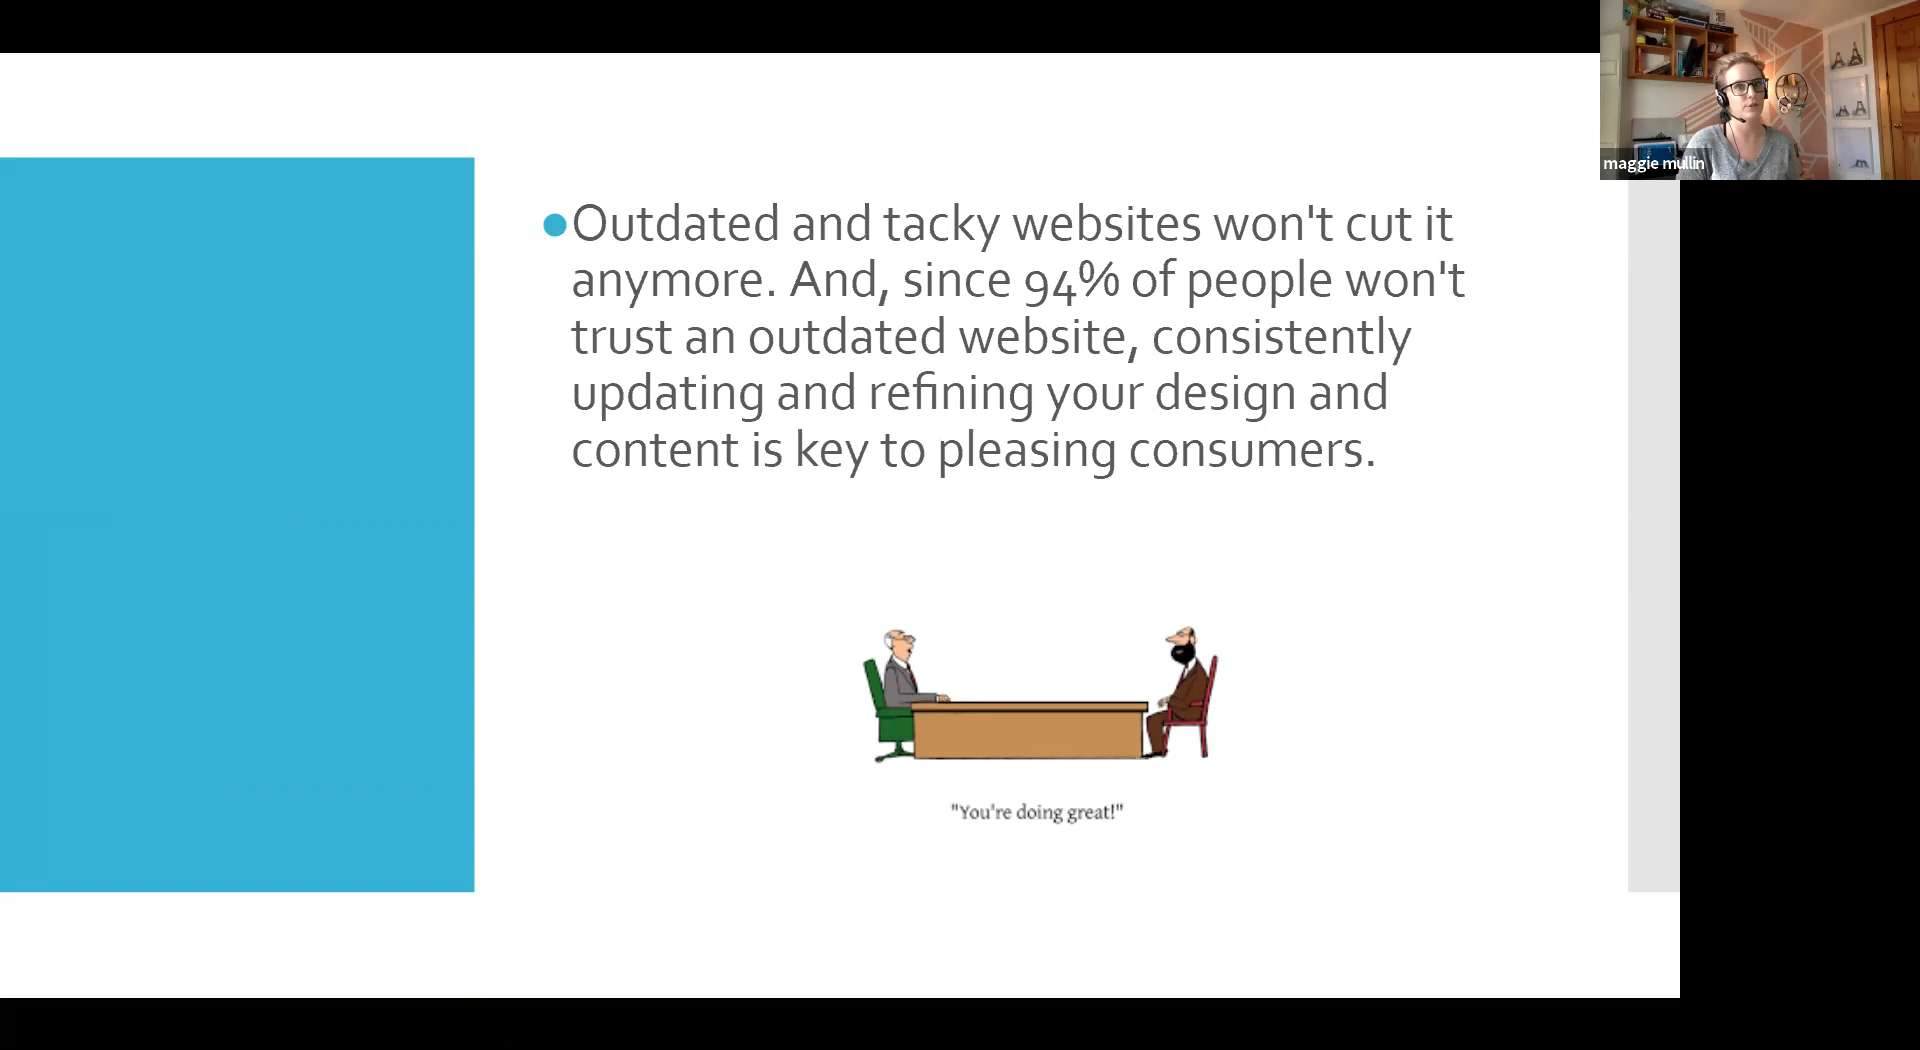 maggie mullin
Outdated and tacky websites won't cut it
anymore. And, since 94% of people won't
trust an outdated website, consistently
updating and refining your design and
content is key to pleasing consumers.
"You're doing great!"